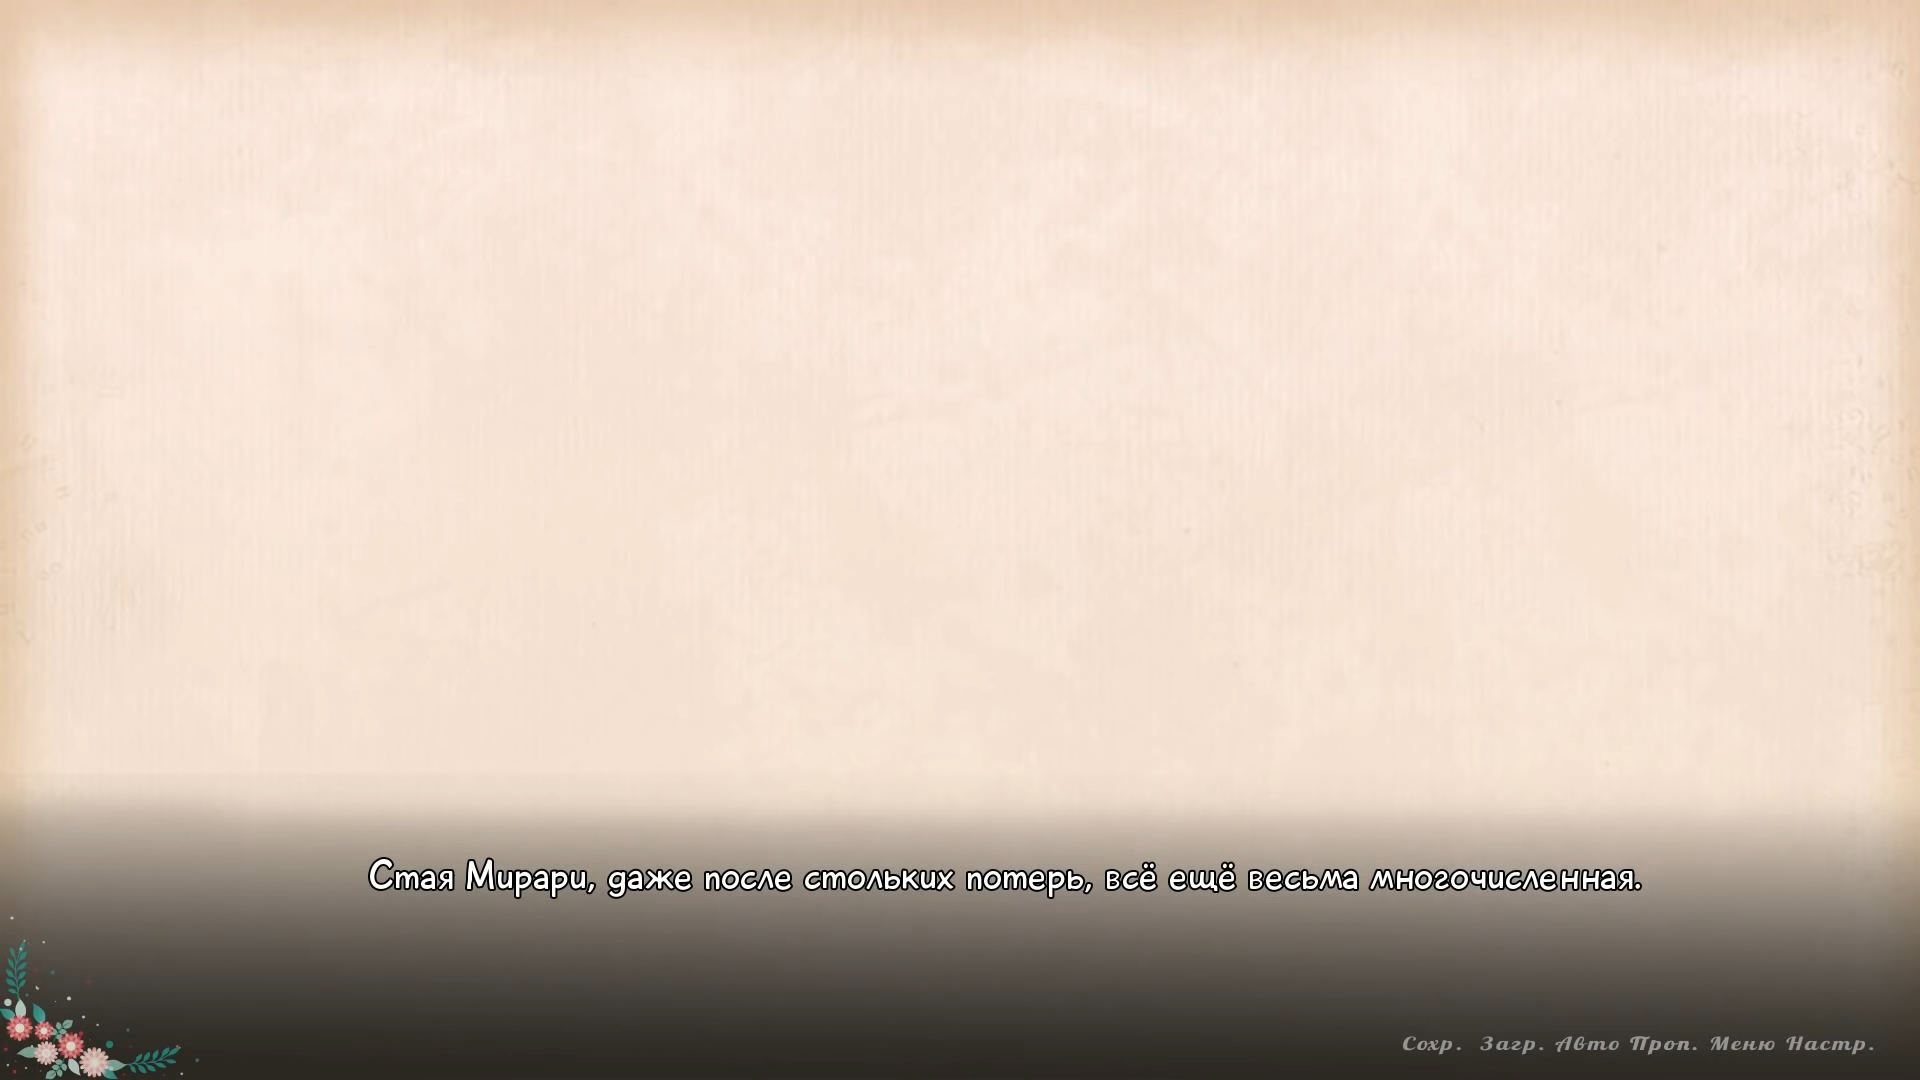 Стая Мирари, даже после стольких потерь, всё ещё весьма многочисленная.
Сохр. Загр. Авто Проп. Меню Настр.